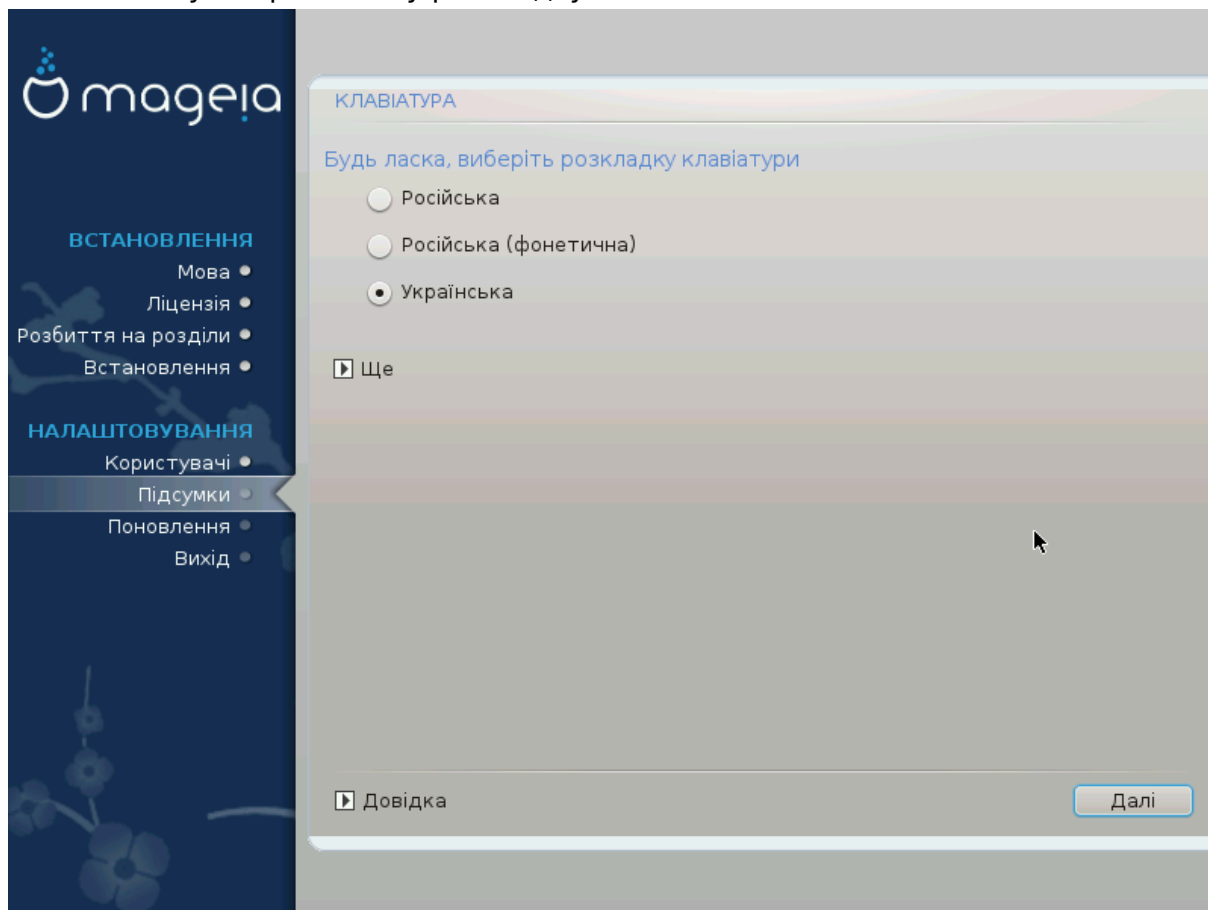 mageia
ВСТАНОВЛЕННЯ
Мова
Ліцензія
Розбиття на розділи
Встановлення
НАЛАШТОВУВАННЯ
Користувачі
Підсумки
Поновлення
Вихід
КЛАВІАТУРА
Будь ласка, виберіть розкладку клавіатури
Російська
Російська (фонетична)
Українська
Ще
Довідка
Далі